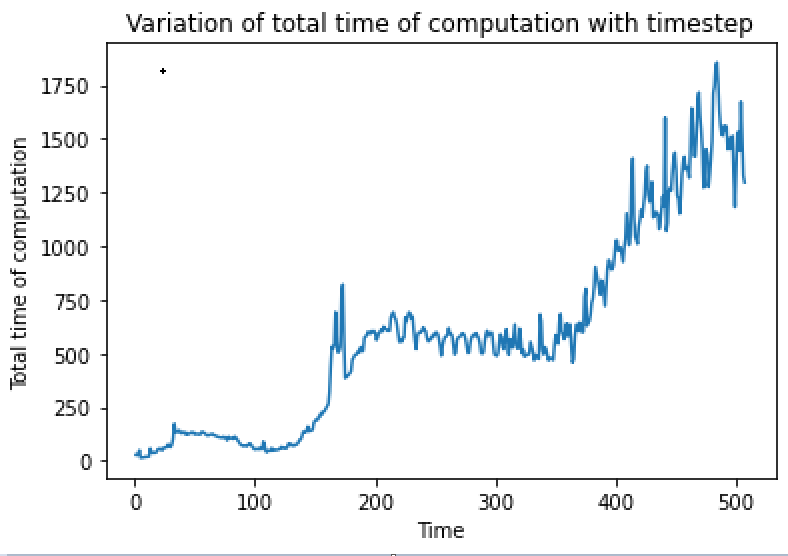 Variation of total time of computation with timestep
1750
1500
1250
1000
750
500
250
0
Total time of computation
0 100 200 300 400 500
Time